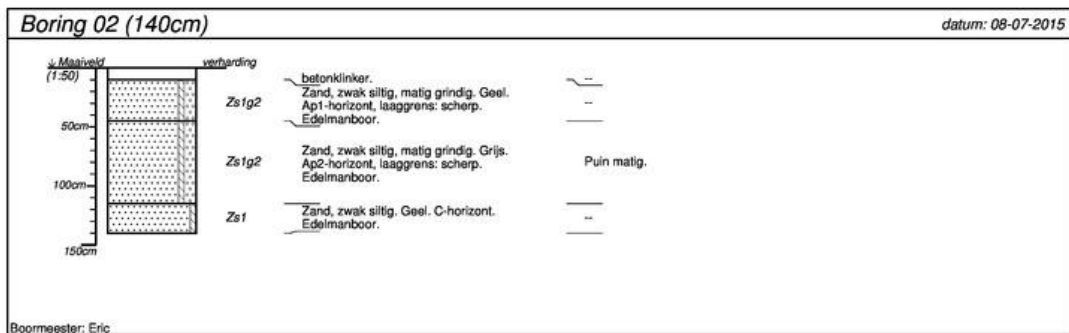 Boring 02 (140cm)
datum: 08-07-2015
↓ Maaiveld
verharding
(1:50)
betonklinker.
--
Zs1g2
Zand, zwak siltig, matig grindig. Geel.
Ap1-horizont, laaggrens: scherp.
Edelmanboor.
--
50cm
Zs1g2
Zand, zwak siltig, matig grindig. Grijs.
Ap2-horizont, laaggrens: scherp.
Edelmanboor.
Puin matig.
100cm
Zs1
Zand, zwak siltig. Geel. C-horizont.
Edelmanboor.
--
150cm
Boormeester: Eric